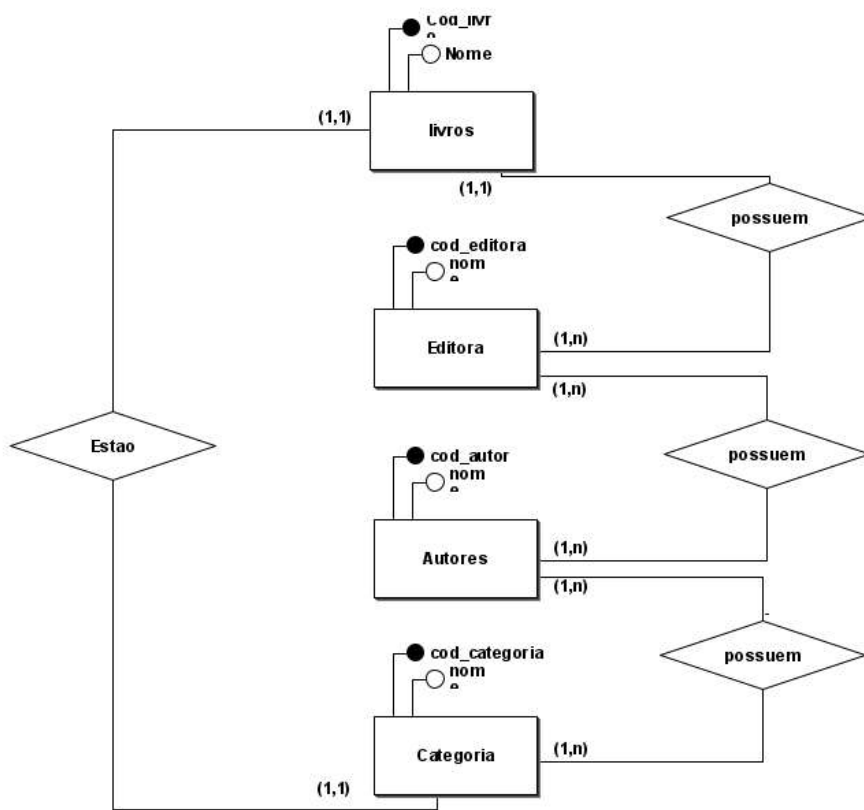 Cod_livr
o
Nome
(1,1)
livros
(1,1)
possuem
cod_editora
nom
e
Editora
(1,n)
(1,n)
Estao
cod_autor
nom
e
possuem
Autores
(1,n)
(1,n)
cod_categoria
nom
e
possuem
Categoria
(1,n)
(1,1)